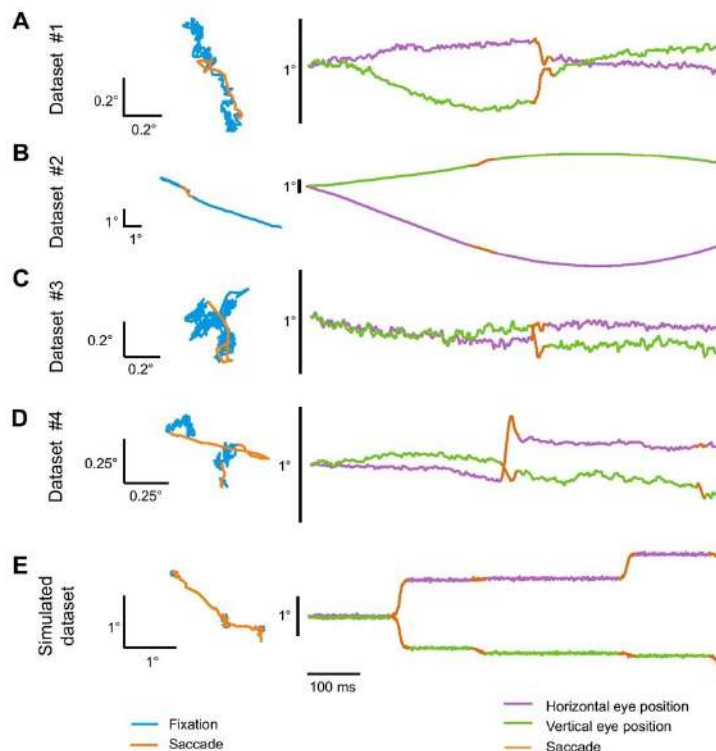 A
Dataset #1
0.2°
0.2°
1°
B
Dataset #2
1°
1°
1°
C
Dataset #3
0.2°
0.2°
1°
D
Dataset #4
0.25°
0.25°
1°
E
Simulated
dataset
1°
1°
1°
100 ms
Fixation
Saccade
Horizontal eye position
Vertical eye position
Saccade